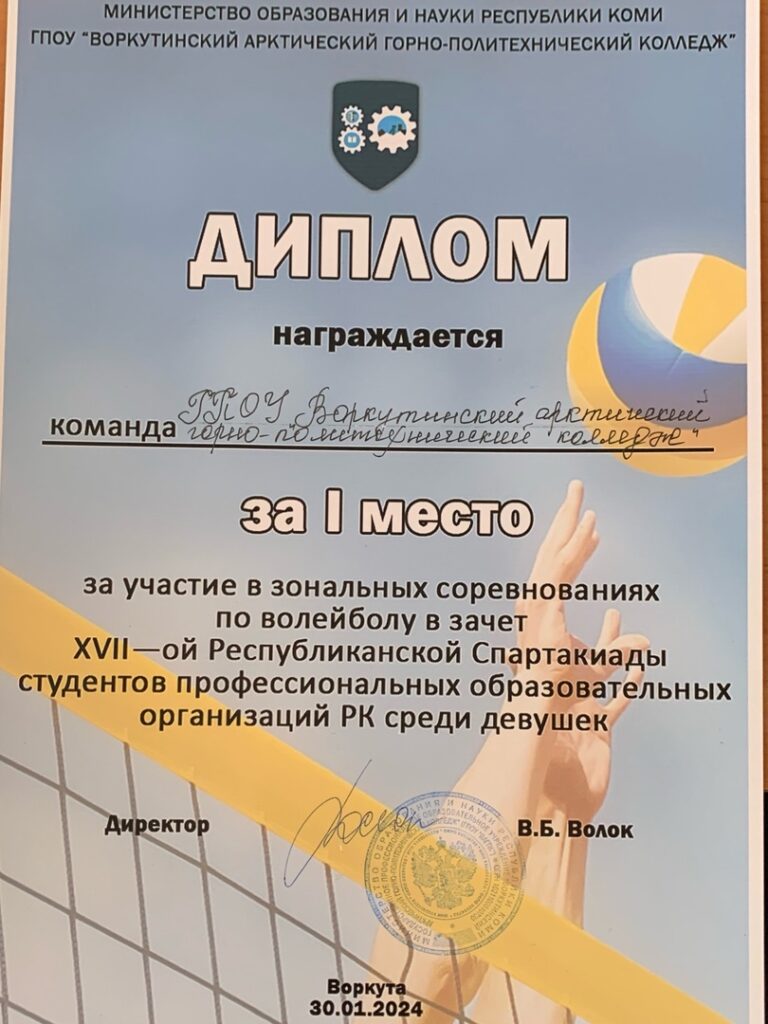 МИНИСТЕРСТВО ОБРАЗОВАНИЯ И НАУКИ РЕСПУБЛИКИ КОМИ
ГПОУ "ВОРКУТИНСКИЙ АРКТИЧЕСКИЙ ГОРНО-ПОЛИТЕХНИЧЕСКИЙ КОЛЛЕДЖ"
ДИПЛОМ
награждается
команда ГПОУ Воркутинский арктический
горно-политехнический колледж"
за I место
за участие в зональных соревнованиях
по волейболу в зачет
XVII—ой Республиканской Спартакиады
студентов профессиональных образовательных
организаций РК среди девушек
Директор В.Б. Волок
Воркута
30.01.2024